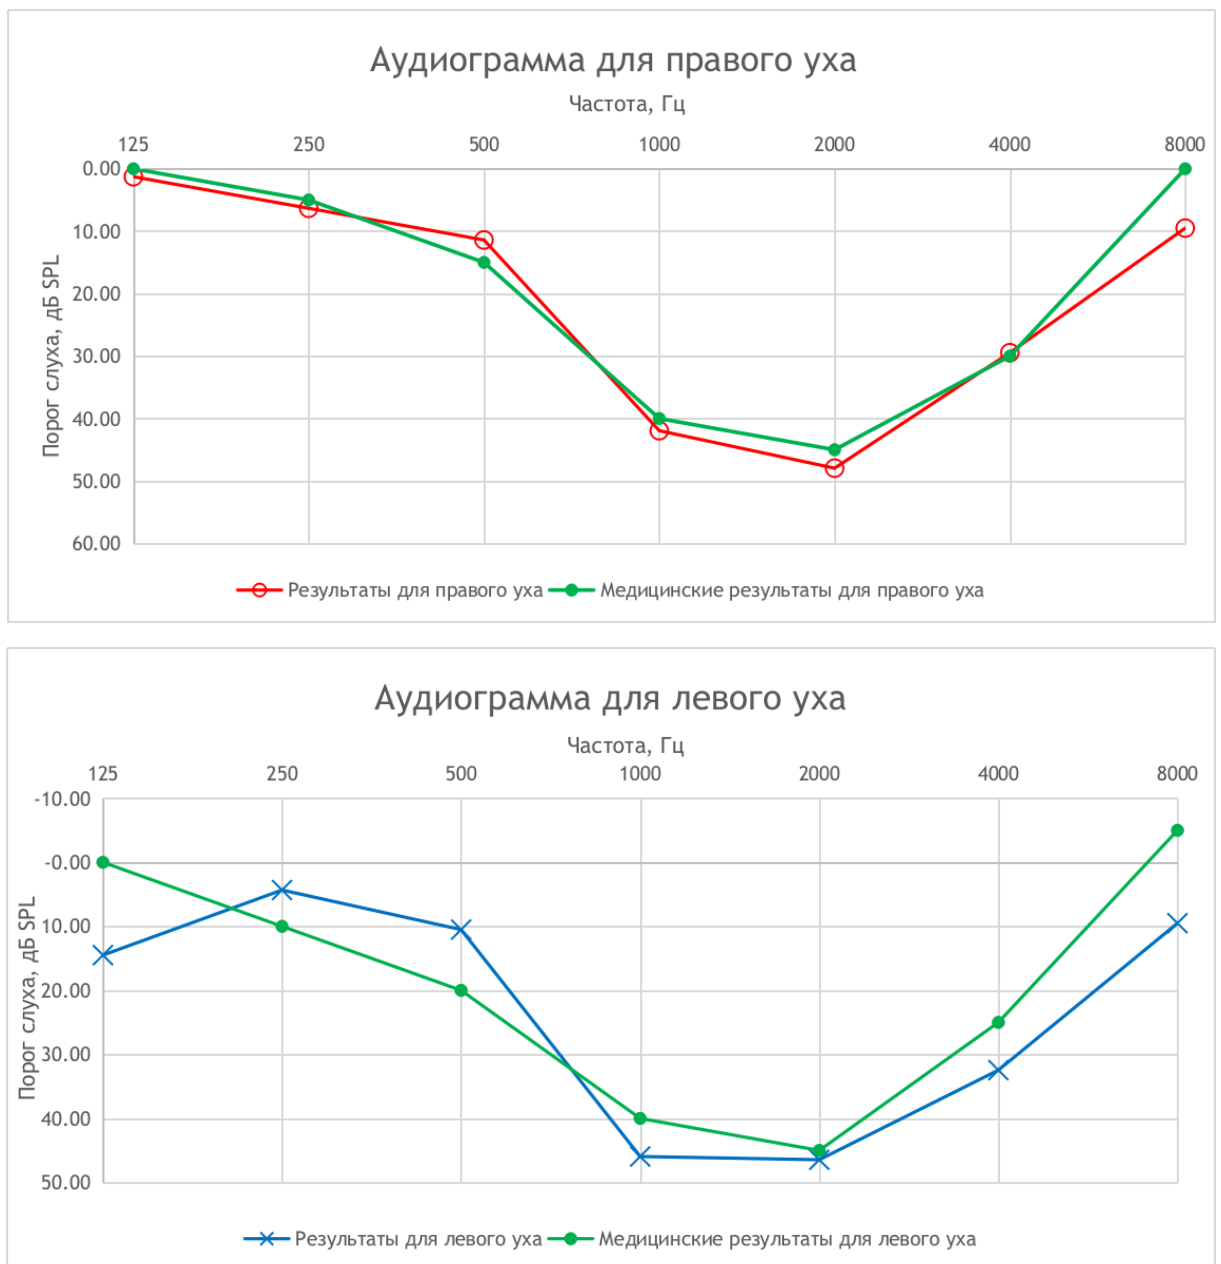 Аудиограмма для правого уха
Частота, Гц
125 250 500 1000 2000 4000 8000
0.00
10.00
20.00
30.00
40.00
50.00
60.00
Порог слуха, дБ SPL
Результаты для правого уха Медицинские результаты для правого уха
Аудиограмма для левого уха
Частота, Гц
125 250 500 1000 2000 4000 8000
-10.00
-0.00
10.00
20.00
30.00
40.00
50.00
Порог слуха, дБ SPL
Результаты для левого уха Медицинские результаты для левого уха